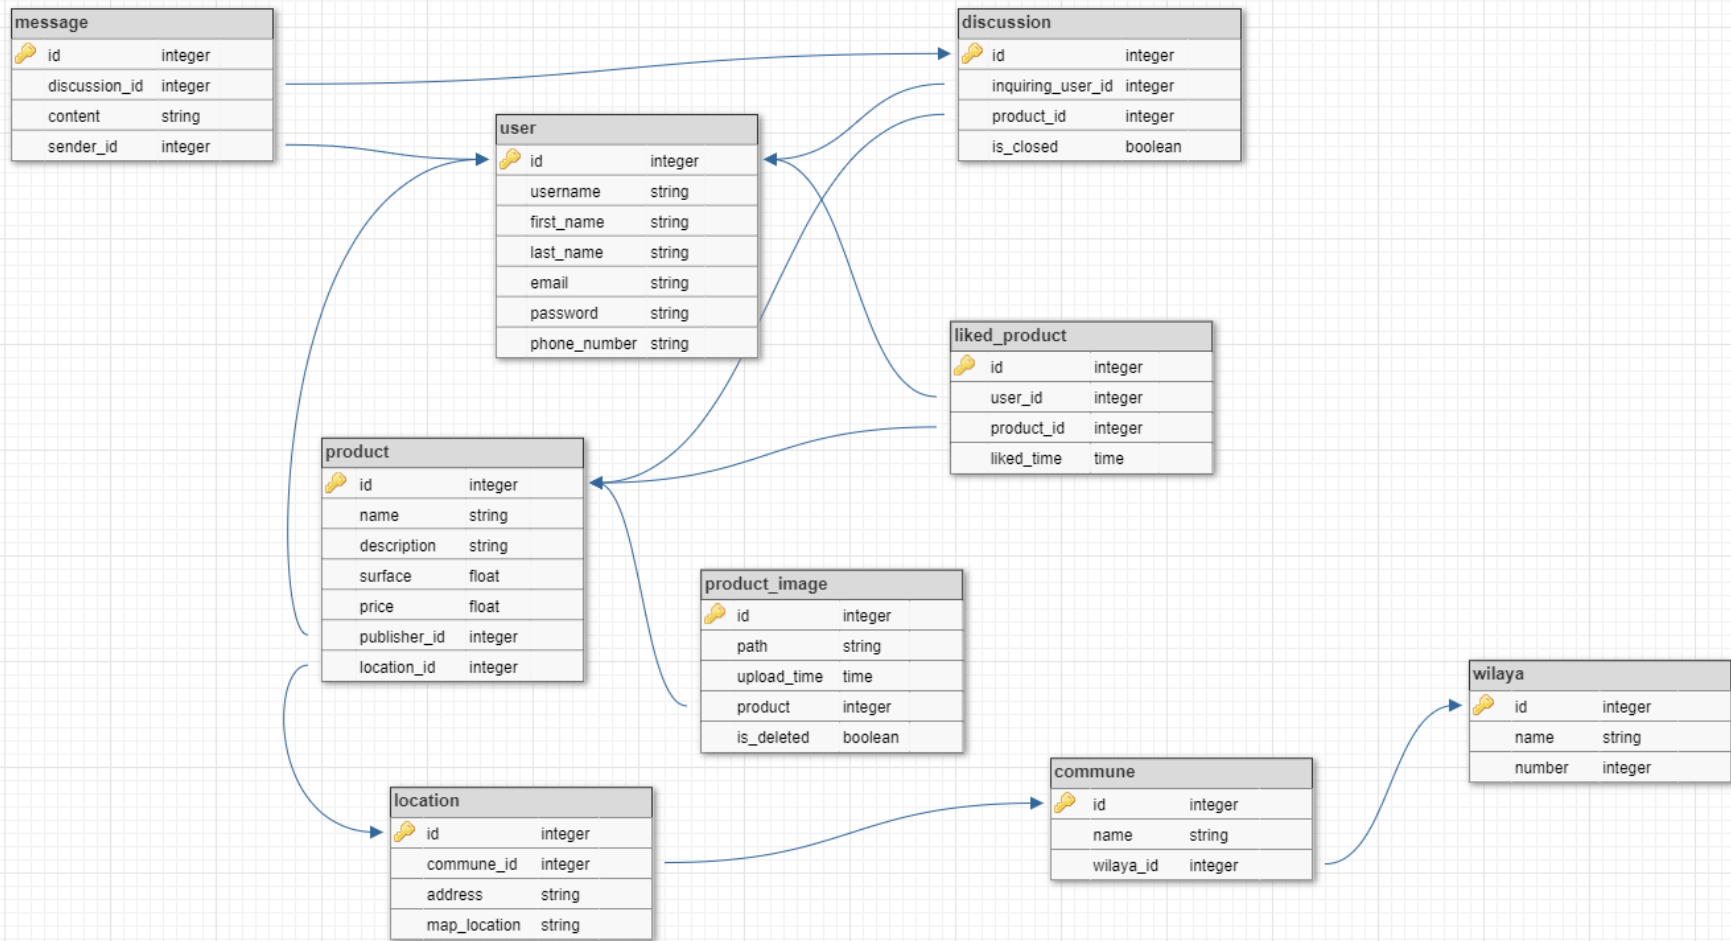 message
id integer
discussion_id integer
content string
sender_id integer
discussion
id integer
inquiring_user_id integer
product_id integer
is_closed boolean
user
id integer
username string
first_name string
last_name string
email string
password string
phone_number string
liked_product
id integer
user_id integer
product_id integer
liked_time time
product
id integer
name string
description string
surface float
price float
publisher_id integer
location_id integer
product_image
id integer
path string
upload_time time
product integer
is_deleted boolean
wilaya
id integer
name string
number integer
commune
id integer
name string
wilaya_id integer
location
id integer
commune_id integer
address string
map_location string